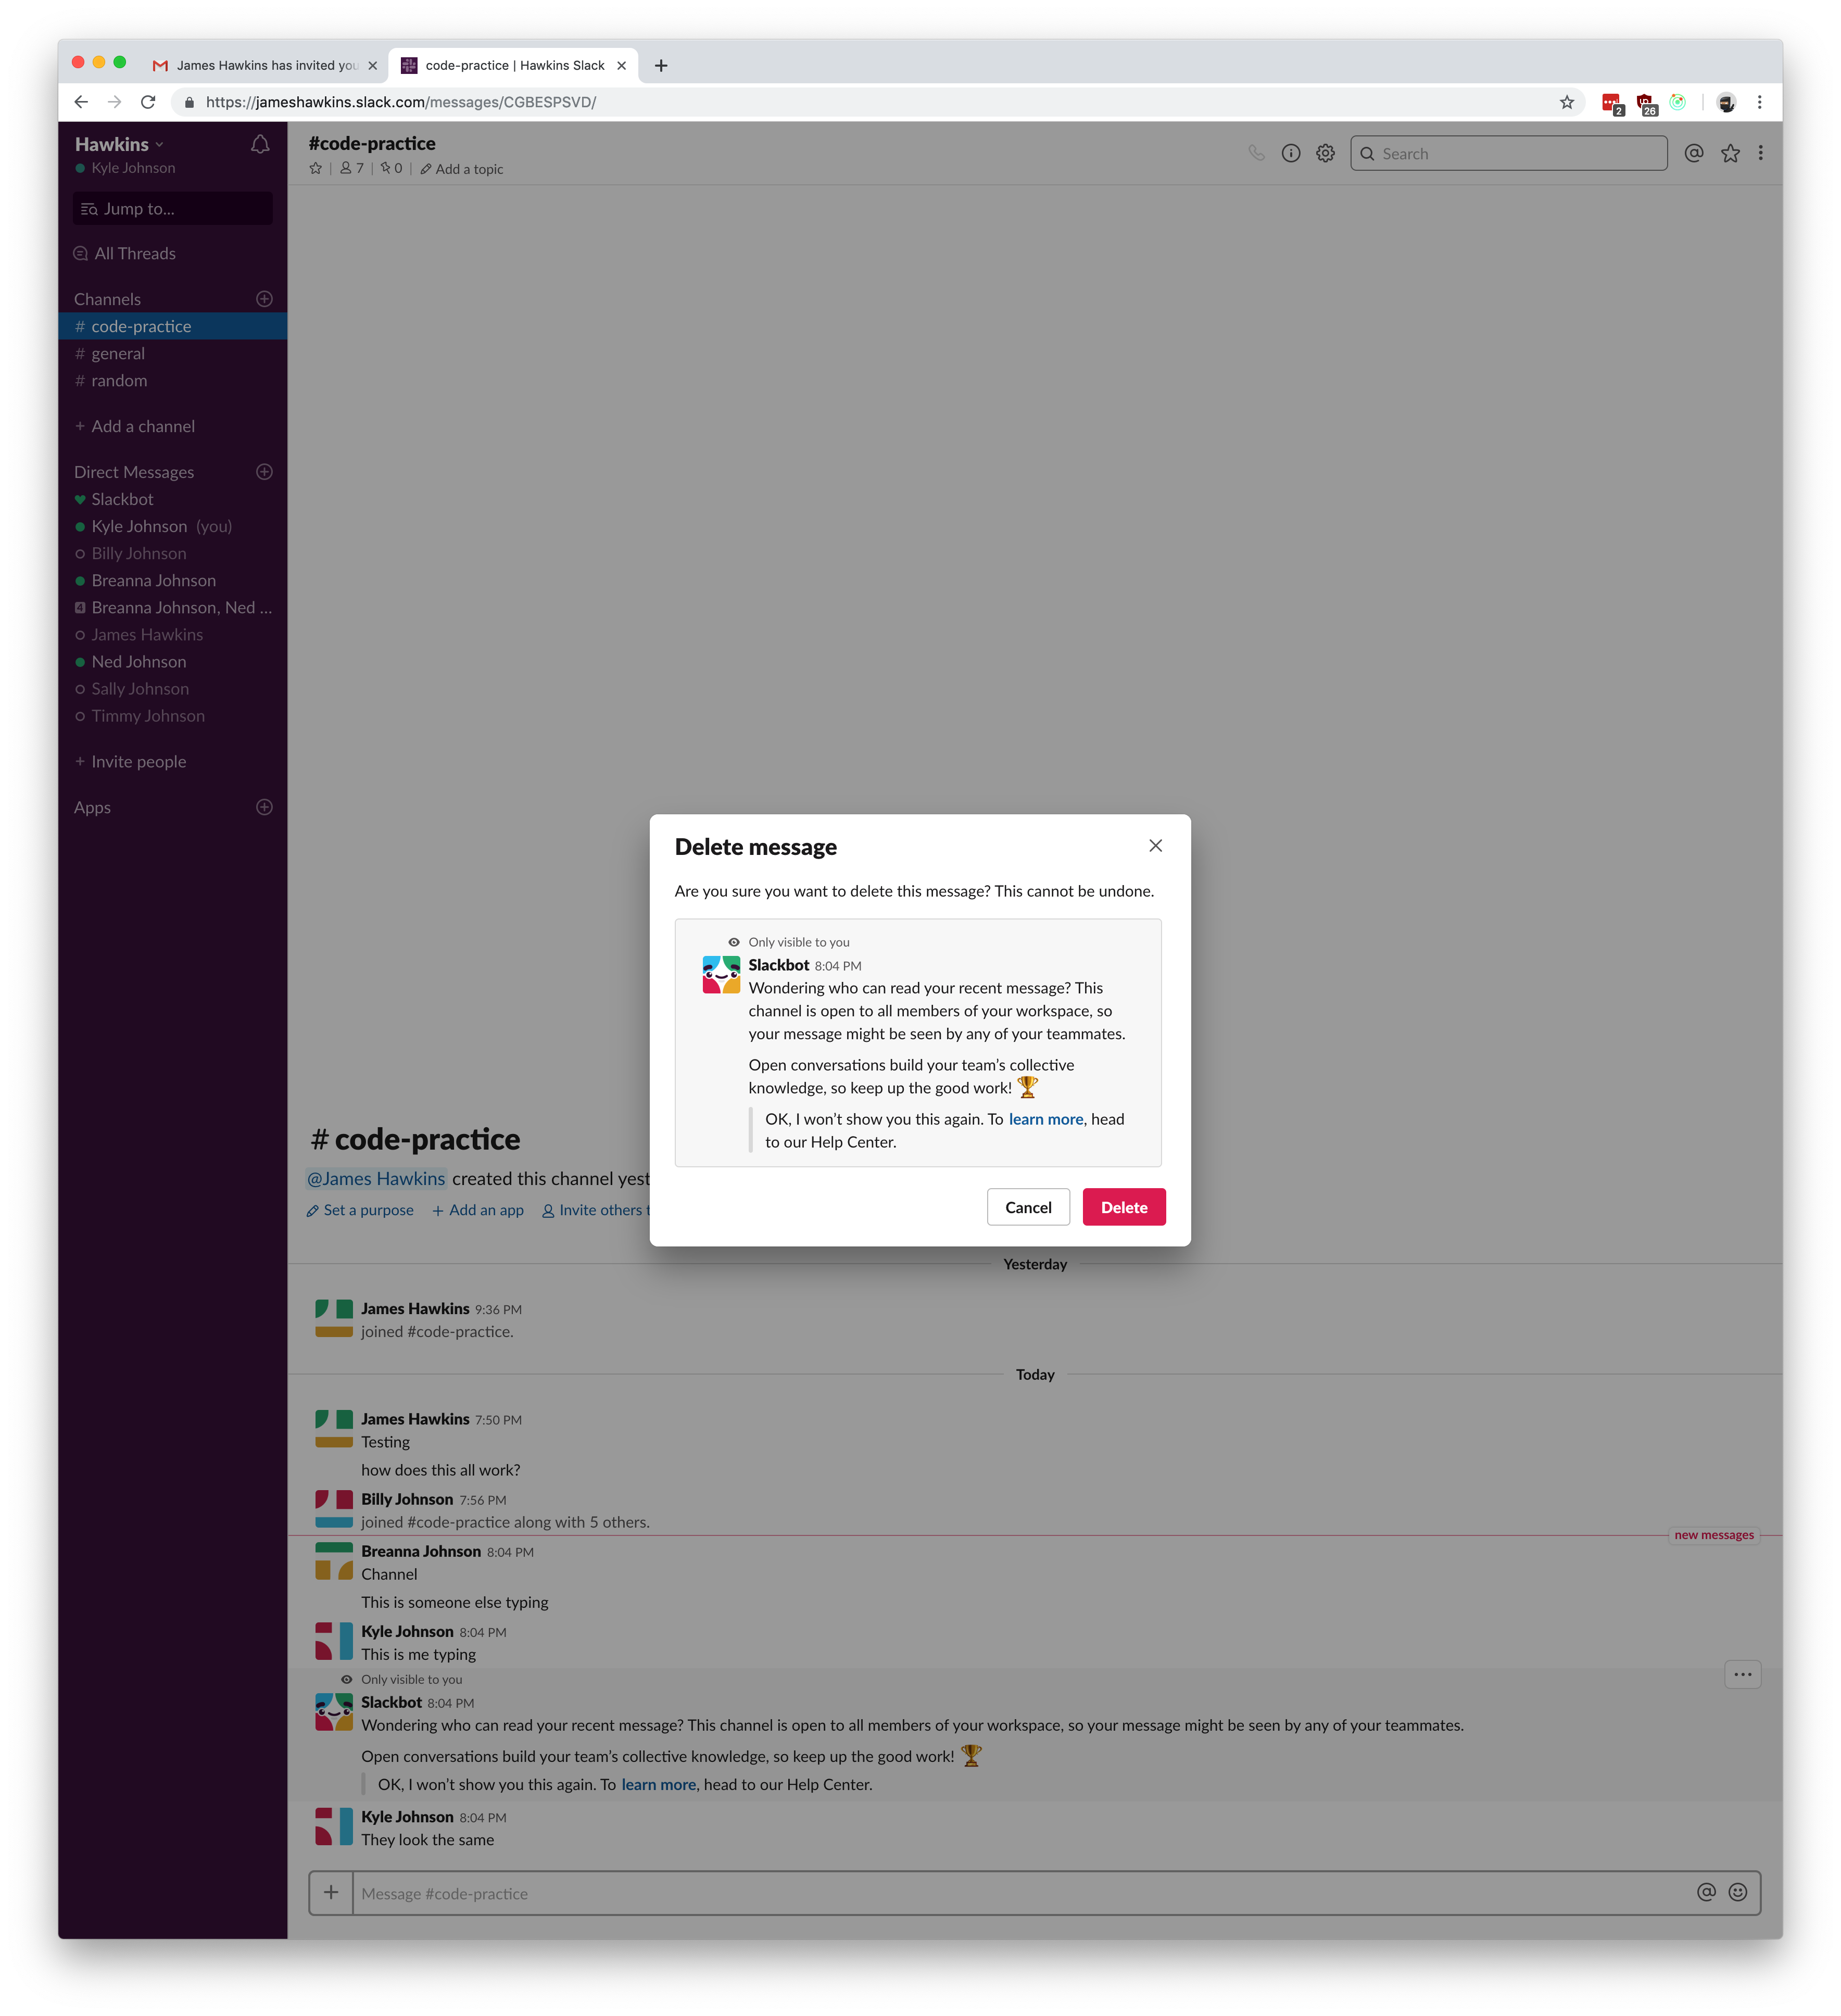 James Hawkins has invited you
code-practice | Hawkins Slack
https://jameshawkins.slack.com/messages/CGBESPSVD/
2
26
Hawkins
Kyle Johnson
Jump to...
All Threads
Channels
# code-practice
# general
# random
+ Add a channel
Direct Messages
Slackbot
Kyle Johnson (you)
Billy Johnson
Breanna Johnson
4 Breanna Johnson, Ned ...
James Hawkins
Ned Johnson
Sally Johnson
Timmy Johnson
+ Invite people
Apps
#code-practice
7 | 0 | Add a topic
Search
Delete message
Are you sure you want to delete this message? This cannot be undone.
Only visible to you
Slackbot 8:04 PM
Wondering who can read your recent message? This
channel is open to all members of your workspace, so
your message might be seen by any of your teammates.
Open conversations build your team’s collective
knowledge, so keep up the good work! 🏆
OK, I won’t show you this again. To learn more, head
to our Help Center.
Cancel
Delete
# code-practice
@James Hawkins created this channel yest
Set a purpose + Add an app Invite others t
Yesterday
James Hawkins 9:36 PM
joined #code-practice.
Today
James Hawkins 7:50 PM
Testing
how does this all work?
Billy Johnson 7:56 PM
joined #code-practice along with 5 others.
new messages
Breanna Johnson 8:04 PM
Channel
This is someone else typing
Kyle Johnson 8:04 PM
This is me typing
Only visible to you
Slackbot 8:04 PM
Wondering who can read your recent message? This channel is open to all members of your workspace, so your message might be seen by any of your teammates.
Open conversations build your team’s collective knowledge, so keep up the good work! 🏆
OK, I won’t show you this again. To learn more, head to our Help Center.
Kyle Johnson 8:04 PM
They look the same
Message #code-practice